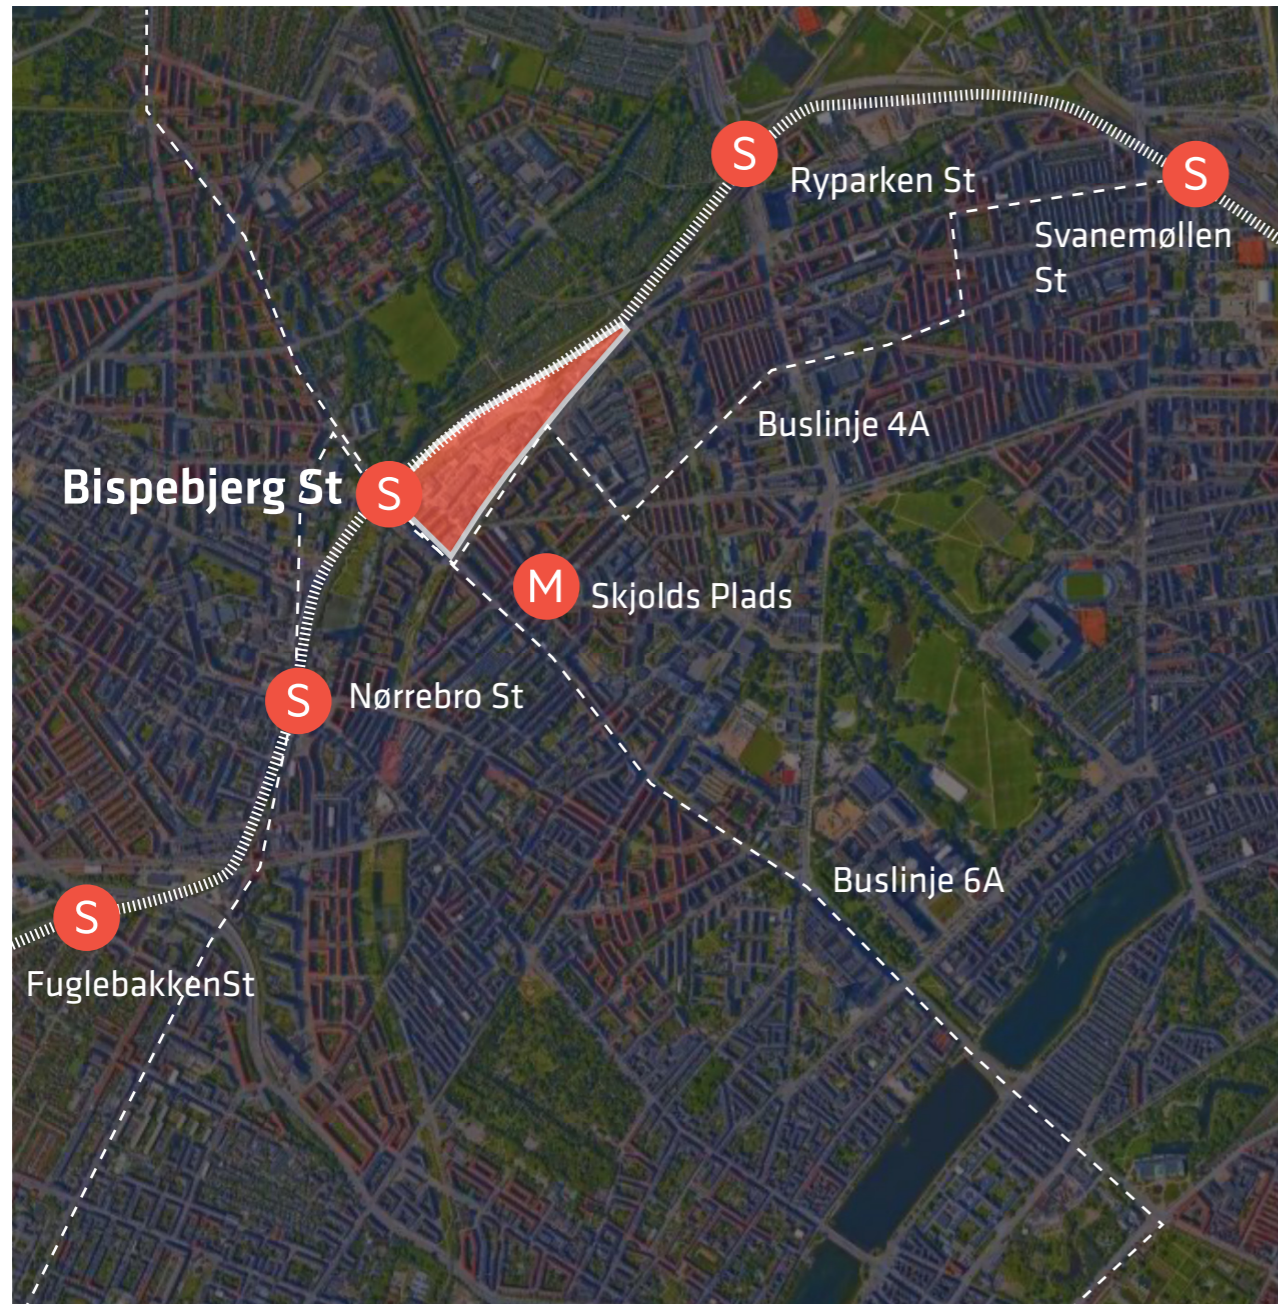 S
Ryparken St
S
Svanemøllen
St
Buslinje 4A
Bispebjerg St
S
M
Skjolds Plads
S
Nørrebro St
Buslinje 6A
S
FuglebakkenSt